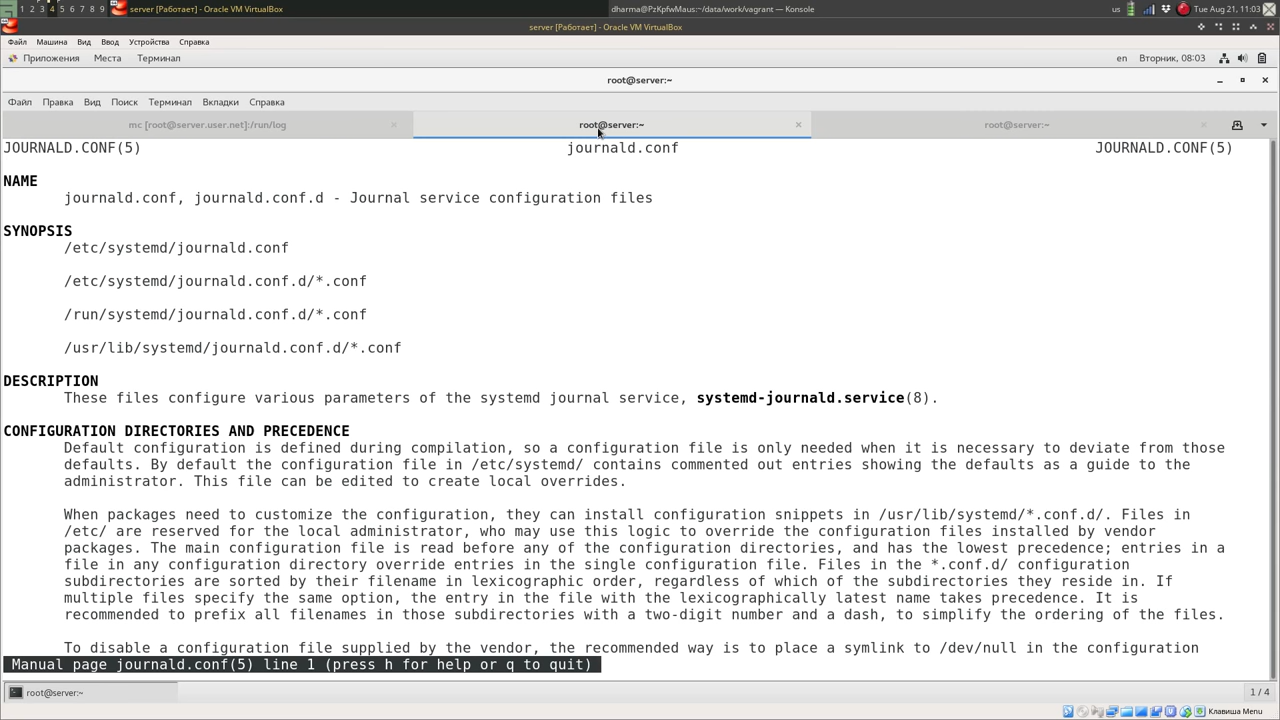 1 2 3 4 5 6 7 8 9 server [Работает] - Oracle VM VirtualBox dharma@PzKpfwMaus:~/data/work/vagrant — Konsole us Tue Aug 21, 11:03
server [Работает] - Oracle VM VirtualBox
Файл Машина Вид Ввод Устройства Справка
Приложения Места Терминал en Вторник, 08:03
root@server:~
Файл Правка Вид Поиск Терминал Вкладки Справка
mc [root@server.user.net]:/run/log root@server:~ root@server:~
JOURNALD.CONF(5) journald.conf JOURNALD.CONF(5)
NAME
journald.conf, journald.conf.d - Journal service configuration files
SYNOPSIS
/etc/systemd/journald.conf
/etc/systemd/journald.conf.d/*.conf
/run/systemd/journald.conf.d/*.conf
/usr/lib/systemd/journald.conf.d/*.conf
DESCRIPTION
These files configure various parameters of the systemd journal service, systemd-journald.service(8).
CONFIGURATION DIRECTORIES AND PRECEDENCE
Default configuration is defined during compilation, so a configuration file is only needed when it is necessary to deviate from those
defaults. By default the configuration file in /etc/systemd/ contains commented out entries showing the defaults as a guide to the
administrator. This file can be edited to create local overrides.
When packages need to customize the configuration, they can install configuration snippets in /usr/lib/systemd/*.conf.d/. Files in
/etc/ are reserved for the local administrator, who may use this logic to override the configuration files installed by vendor
packages. The main configuration file is read before any of the configuration directories, and has the lowest precedence; entries in a
file in any configuration directory override entries in the single configuration file. Files in the *.conf.d/ configuration
subdirectories are sorted by their filename in lexicographic order, regardless of which of the subdirectories they reside in. If
multiple files specify the same option, the entry in the file with the lexicographically latest name takes precedence. It is
recommended to prefix all filenames in those subdirectories with a two-digit number and a dash, to simplify the ordering of the files.
To disable a configuration file supplied by the vendor, the recommended way is to place a symlink to /dev/null in the configuration
Manual page journald.conf(5) line 1 (press h for help or q to quit)
root@server:~ 1 / 4
Клавиша Menu